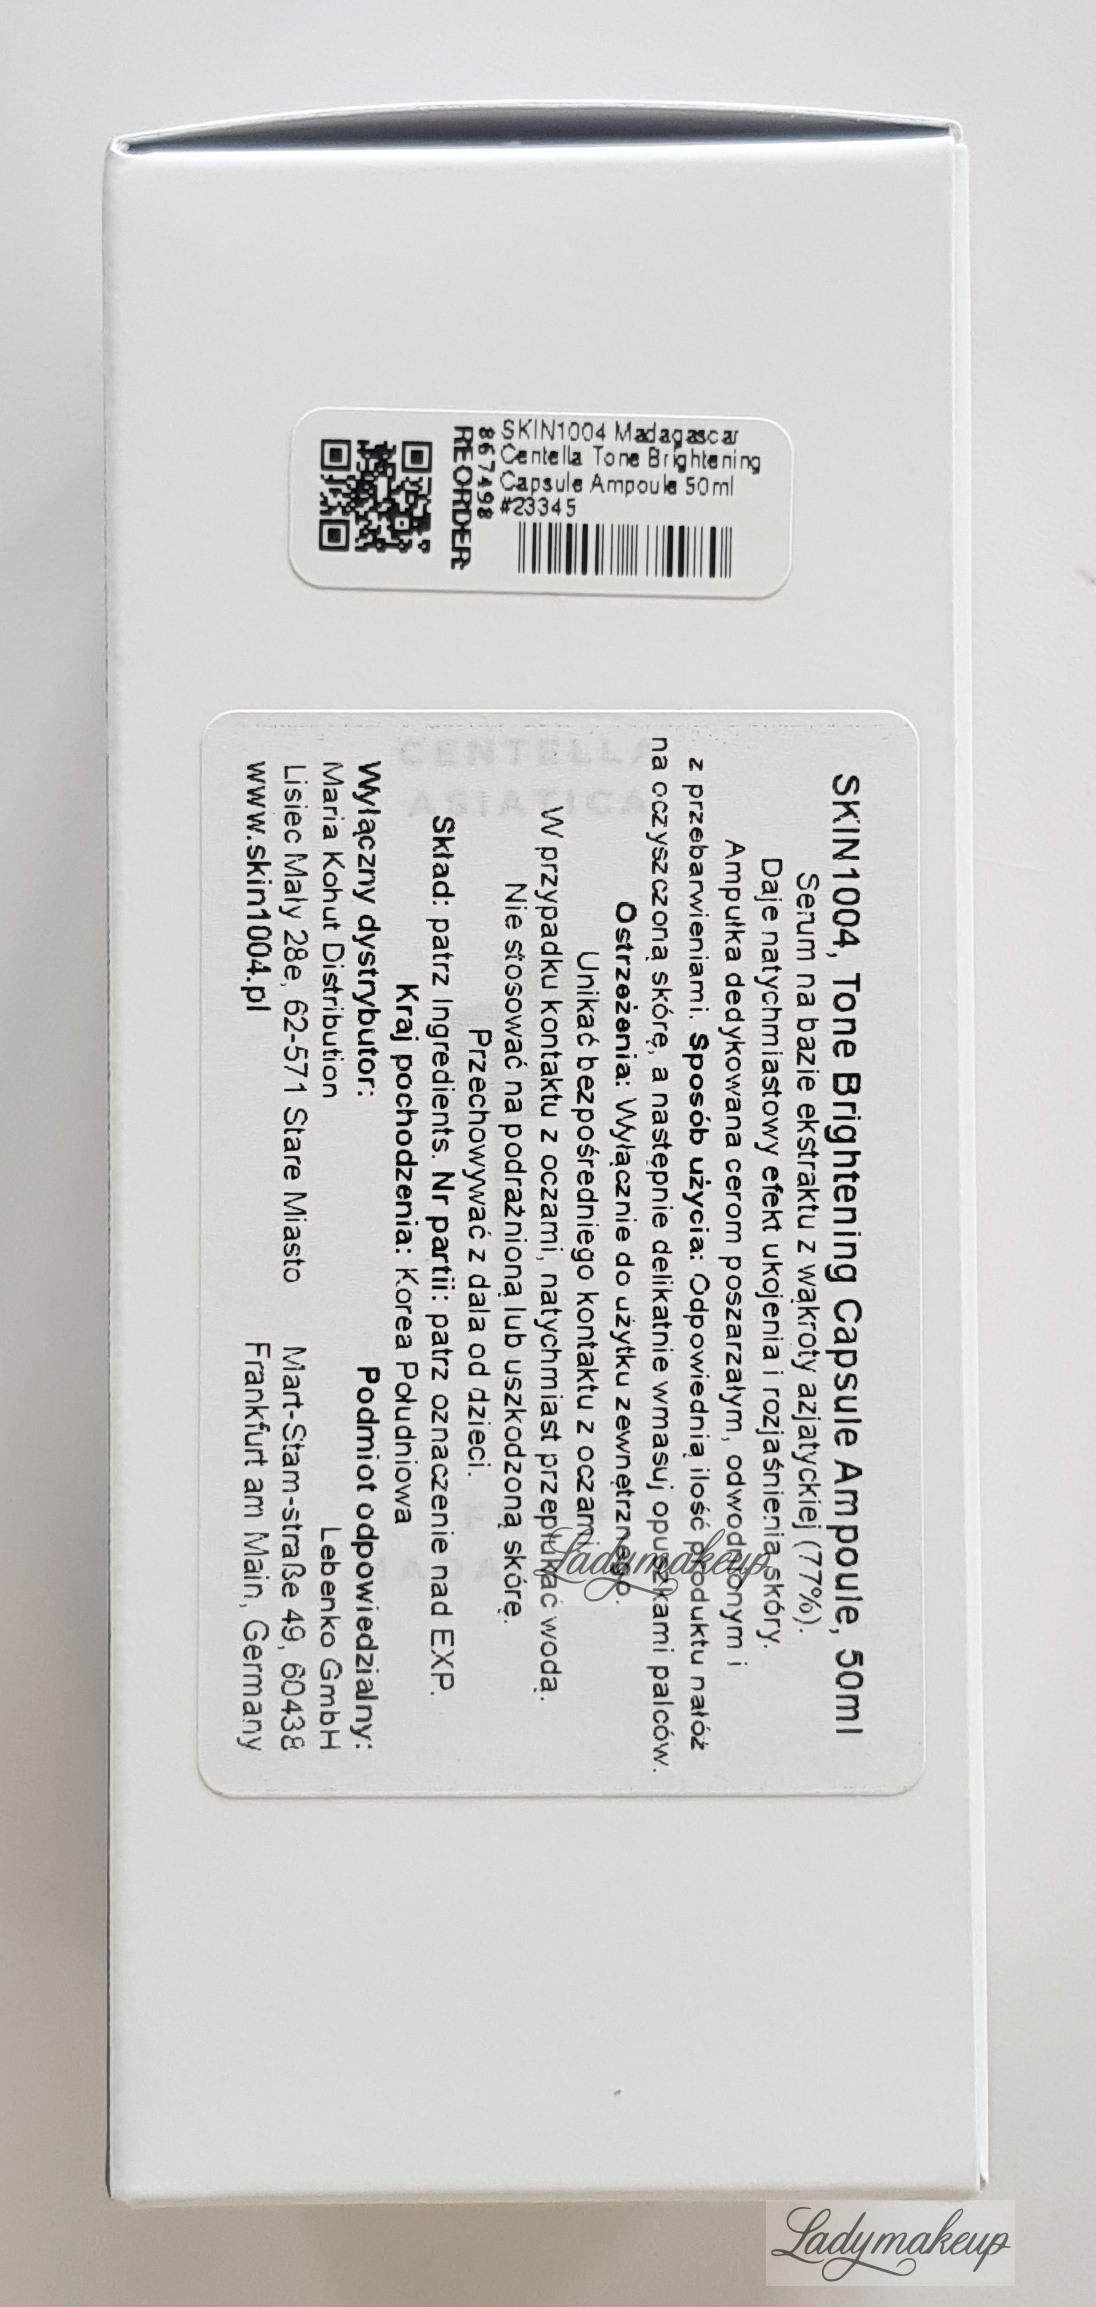 SKIN1004 Madagascar
Centella Tone Brightening
Capsule Ampoule 50ml
#23345
867498
REORDER
CENTELLA
ASIATICA
SKIN1004, Tone Brightening Capsule Ampoule, 50ml
Serum na bazie ekstraktu z wąkroty azjatyckiej (77%).
Daje natychmiastowy efekt ukojenia i rozjaśnienia skóry.
Ampułka dedykowana cerom poszarzałym, odwodnionym i
z przebarwieniami. Sposób użycia: Odpowiednią ilość produktu nałóż
na oczyszczoną skórę, a następnie delikatnie wmasuj opuszkami palców.
Ostrzeżenia: Wyłącznie do użytku zewnętrznego.
Unikać bezpośredniego kontaktu z oczami.
W przypadku kontaktu z oczami, natychmiast przepłukać wodą.
Nie stosować na podrażnioną lub uszkodzoną skórę.
Przechowywać z dala od dzieci.
Skład: patrz Ingredients. Nr partii: patrz oznaczenie nad EXP.
Kraj pochodzenia: Korea Południowa
Wyłączny dystrybutor:
Maria Kohut Distribution
Lisiec Mały 28e, 62-571 Stare Miasto
www.skin1004.pl
Podmiot odpowiedzialny:
Lebenko GmbH
Mart-Stam-straße 49, 60438
Frankfurt am Main, Germany
Ladymakeup
Ladymakeup